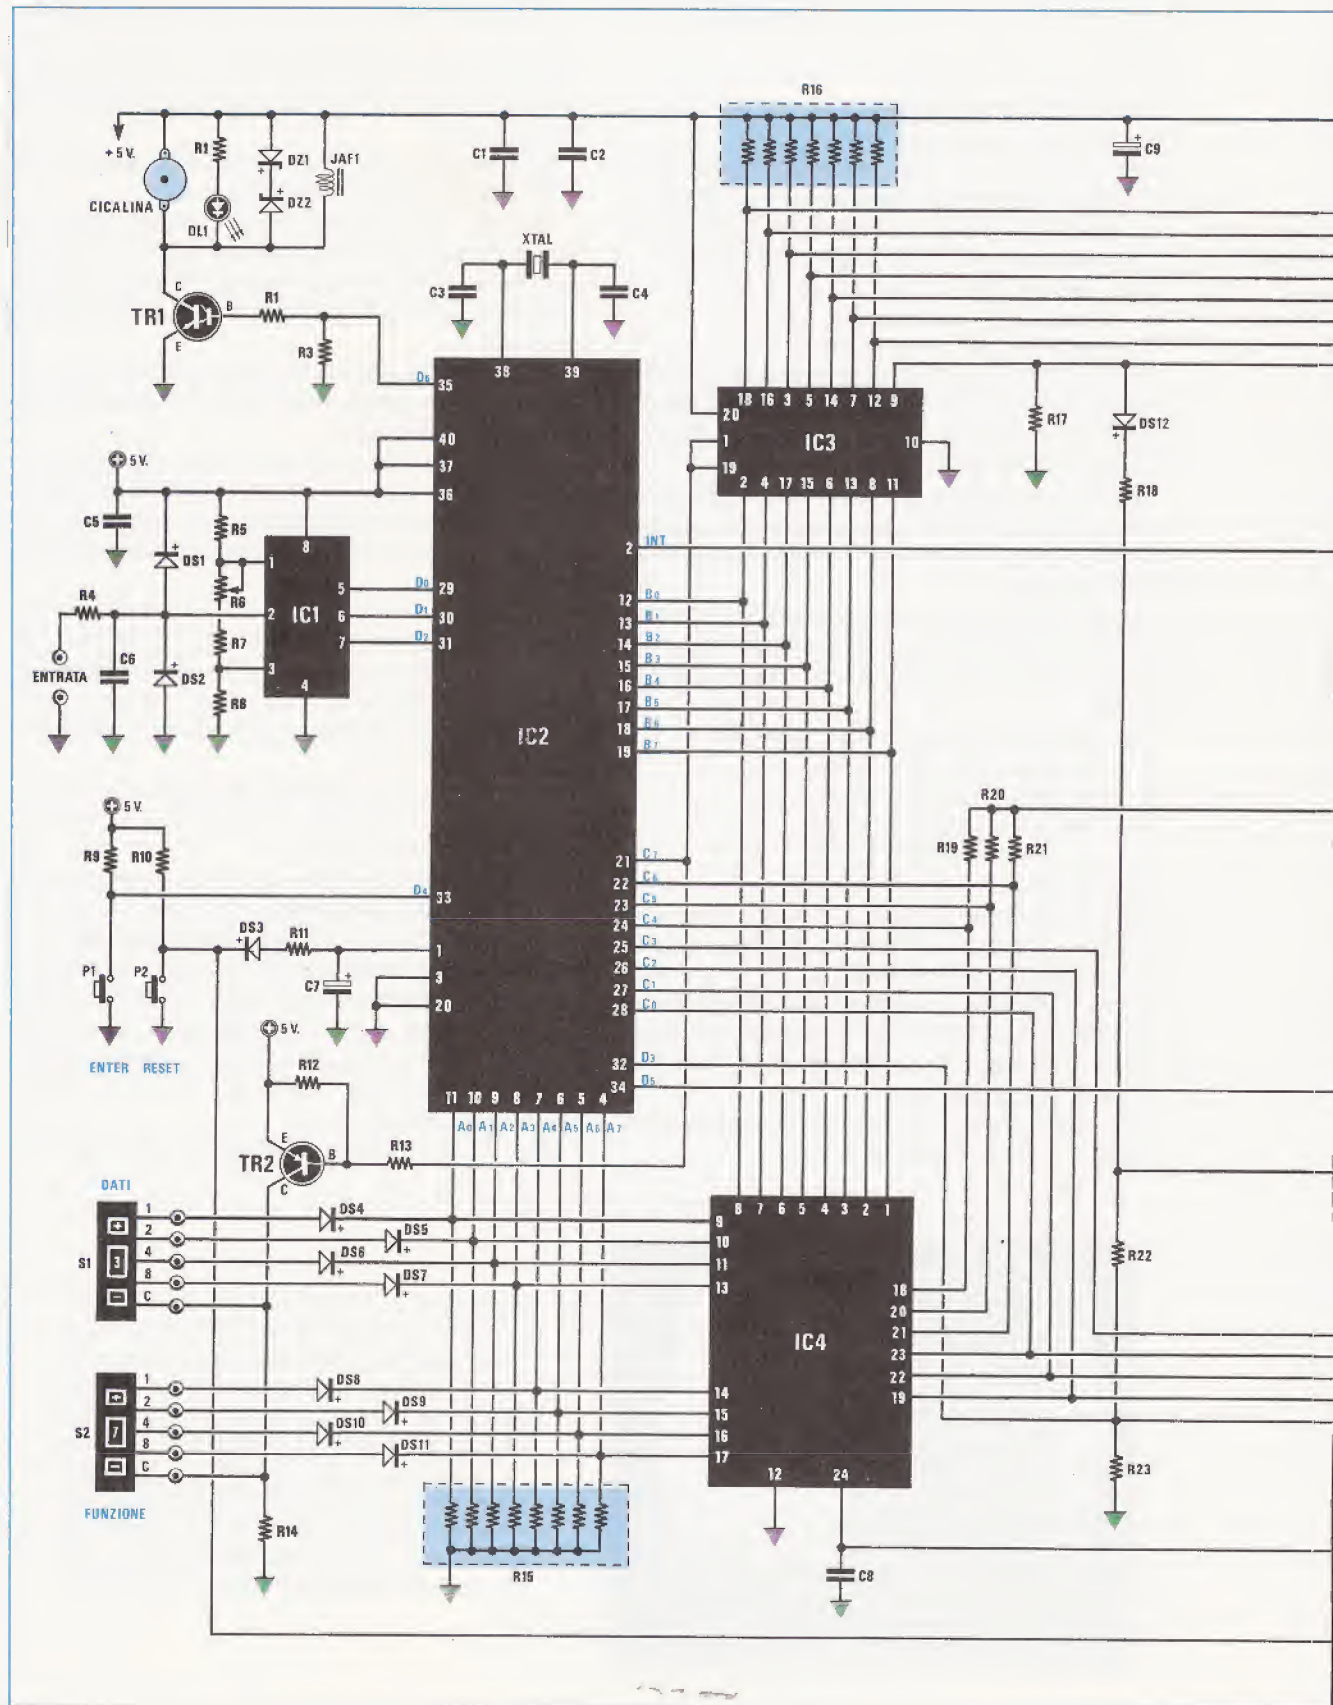 R16
+5V.
R1
DZ1
JAF1
C1
C2
C9
DZ2
CICALINA
DL1
XTAL
C3
C4
C
TR1
B
R1
E
R3
38
39
D6
35
18 16 3 5 14 7 12 9
20
IC3
10
1
19
R17
DS12
R18
2 4 17 15 6 13 8 11
40
37
36
5V.
C5
R5
8
DS1
1
R6
IC1
5
D0
29
2
6
D1
30
7
D2
31
R4
R7
3
C6
ENTRATA
DS2
R8
4
IC2
2
INT
12
B0
13
B1
14
B2
15
B3
16
B4
17
B5
18
B6
19
B7
5V.
R9
R10
R20
R19
R21
21
C7
22
C6
23
C5
24
C4
25
C3
26
C2
27
C1
28
C0
32
D3
34
D5
D4
33
DS3
R11
1
3
20
P1
P2
C7
ENTER
RESET
5V.
R12
11 10 9 8 7 6 5 4
A0 A1 A2 A3 A4 A5 A6 A7
E
TR2
B
R13
C
DATI
S1
+
3
−
1
2
4
8
C
DS4
DS5
DS6
DS7
8 7 6 5 4 3 2 1
9
10
11
13
IC4
18
20
21
23
22
19
R22
S2
+
7
−
1
2
4
8
C
DS8
DS9
DS10
DS11
14
15
16
17
12
24
R23
FUNZIONE
R14
R15
C8